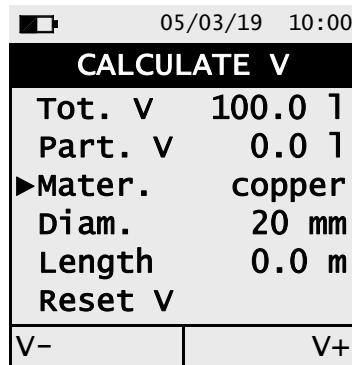 05/03/19 10:00
CALCULATE V
Tot. V 100.0 l
Part. V 0.0 l
►Mater. copper
Diam. 20 mm
Length 0.0 m
Reset V
V- V+